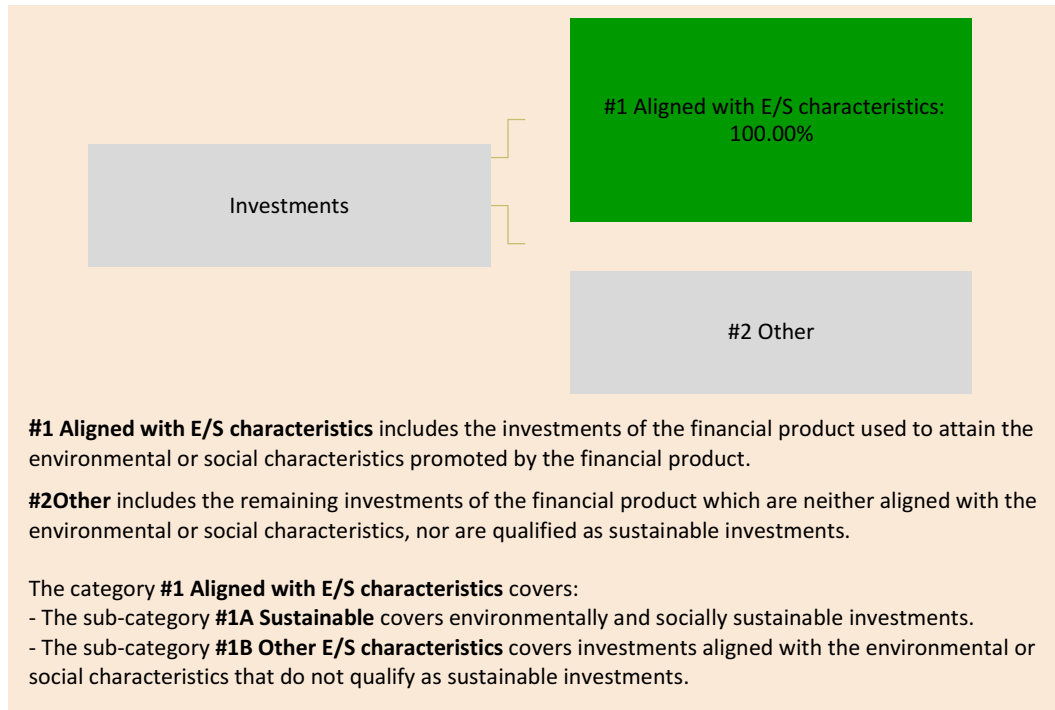 #1 Aligned with E/S characteristics:
100.00%
Investments
#2 Other
#1 Aligned with E/S characteristics includes the investments of the financial product used to attain the
environmental or social characteristics promoted by the financial product.
#2Other includes the remaining investments of the financial product which are neither aligned with the
environmental or social characteristics, nor are qualified as sustainable investments.
The category #1 Aligned with E/S characteristics covers:
- The sub-category #1A Sustainable covers environmentally and socially sustainable investments.
- The sub-category #1B Other E/S characteristics covers investments aligned with the environmental or
social characteristics that do not qualify as sustainable investments.